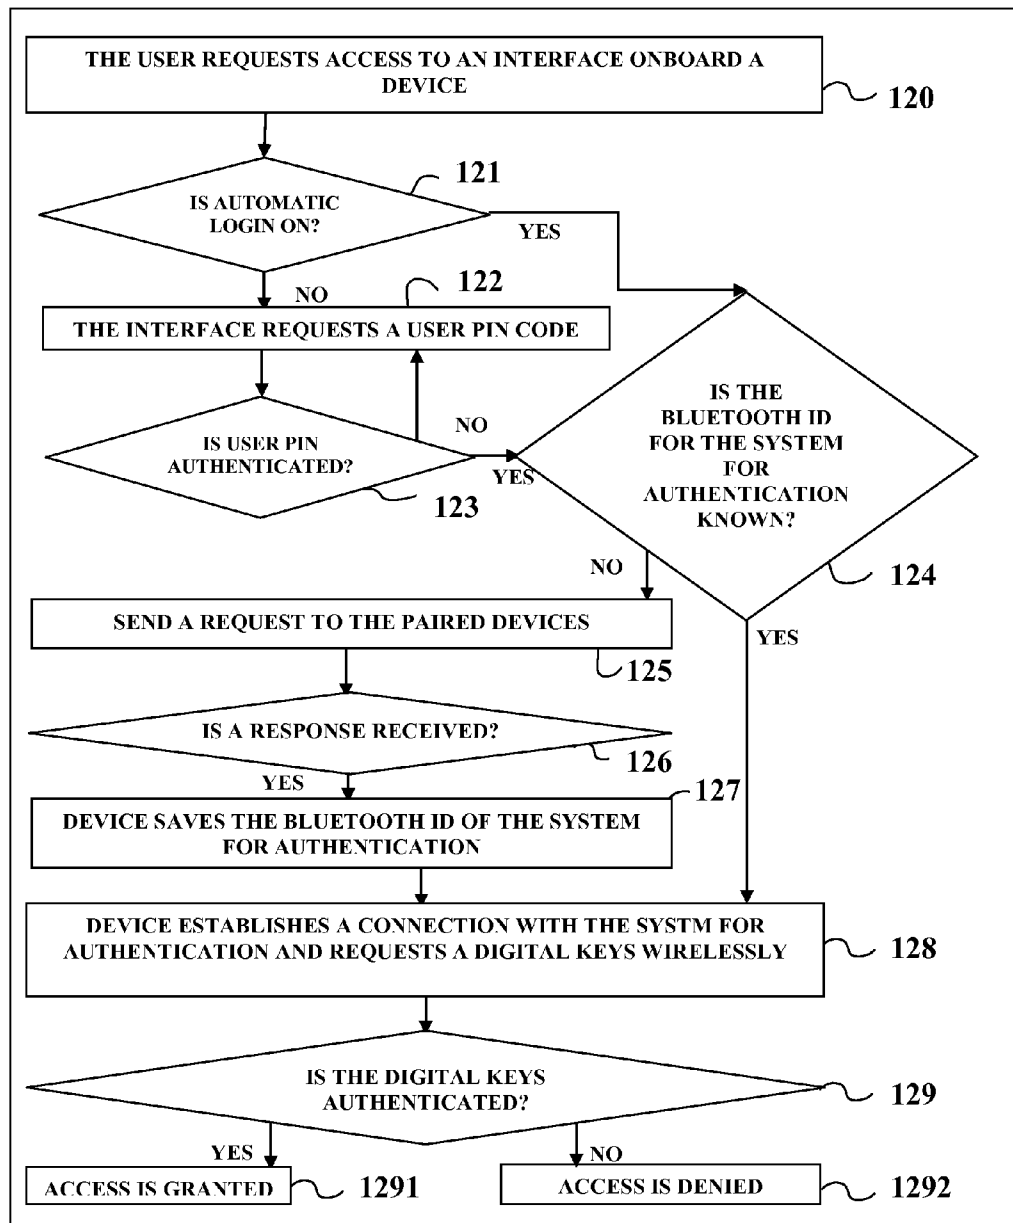 THE USER REQUESTS ACCESS TO AN INTERFACE ONBOARD A
DEVICE
120
121
IS AUTOMATIC
LOGIN ON?
YES
NO
122
THE INTERFACE REQUESTS A USER PIN CODE
IS USER PIN
AUTHENTICATED?
NO
YES
123
IS THE
BLUETOOTH ID
FOR THE SYSTEM
FOR
AUTHENTICATION
KNOWN?
124
NO
YES
SEND A REQUEST TO THE PAIRED DEVICES
125
IS A RESPONSE RECEIVED?
126
YES
127
DEVICE SAVES THE BLUETOOTH ID OF THE SYSTEM
FOR AUTHENTICATION
DEVICE ESTABLISHES A CONNECTION WITH THE SYSTM FOR
AUTHENTICATION AND REQUESTS A DIGITAL KEYS WIRELESSLY
128
IS THE DIGITAL KEYS
AUTHENTICATED?
129
YES
NO
ACCESS IS GRANTED
1291
ACCESS IS DENIED
1292